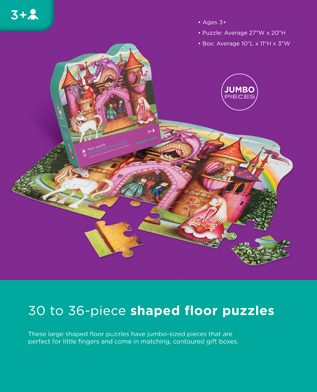 3+
• Ages 3+
• Puzzle: Average 27"W x 20"H
• Box: Average 10"L x 11"H x 3"W
JUMBO
PIECES
30 to 36-piece shaped floor puzzles
These large shaped floor puzzles have jumbo-sized pieces that are
perfect for little fingers and come in matching, contoured gift boxes.